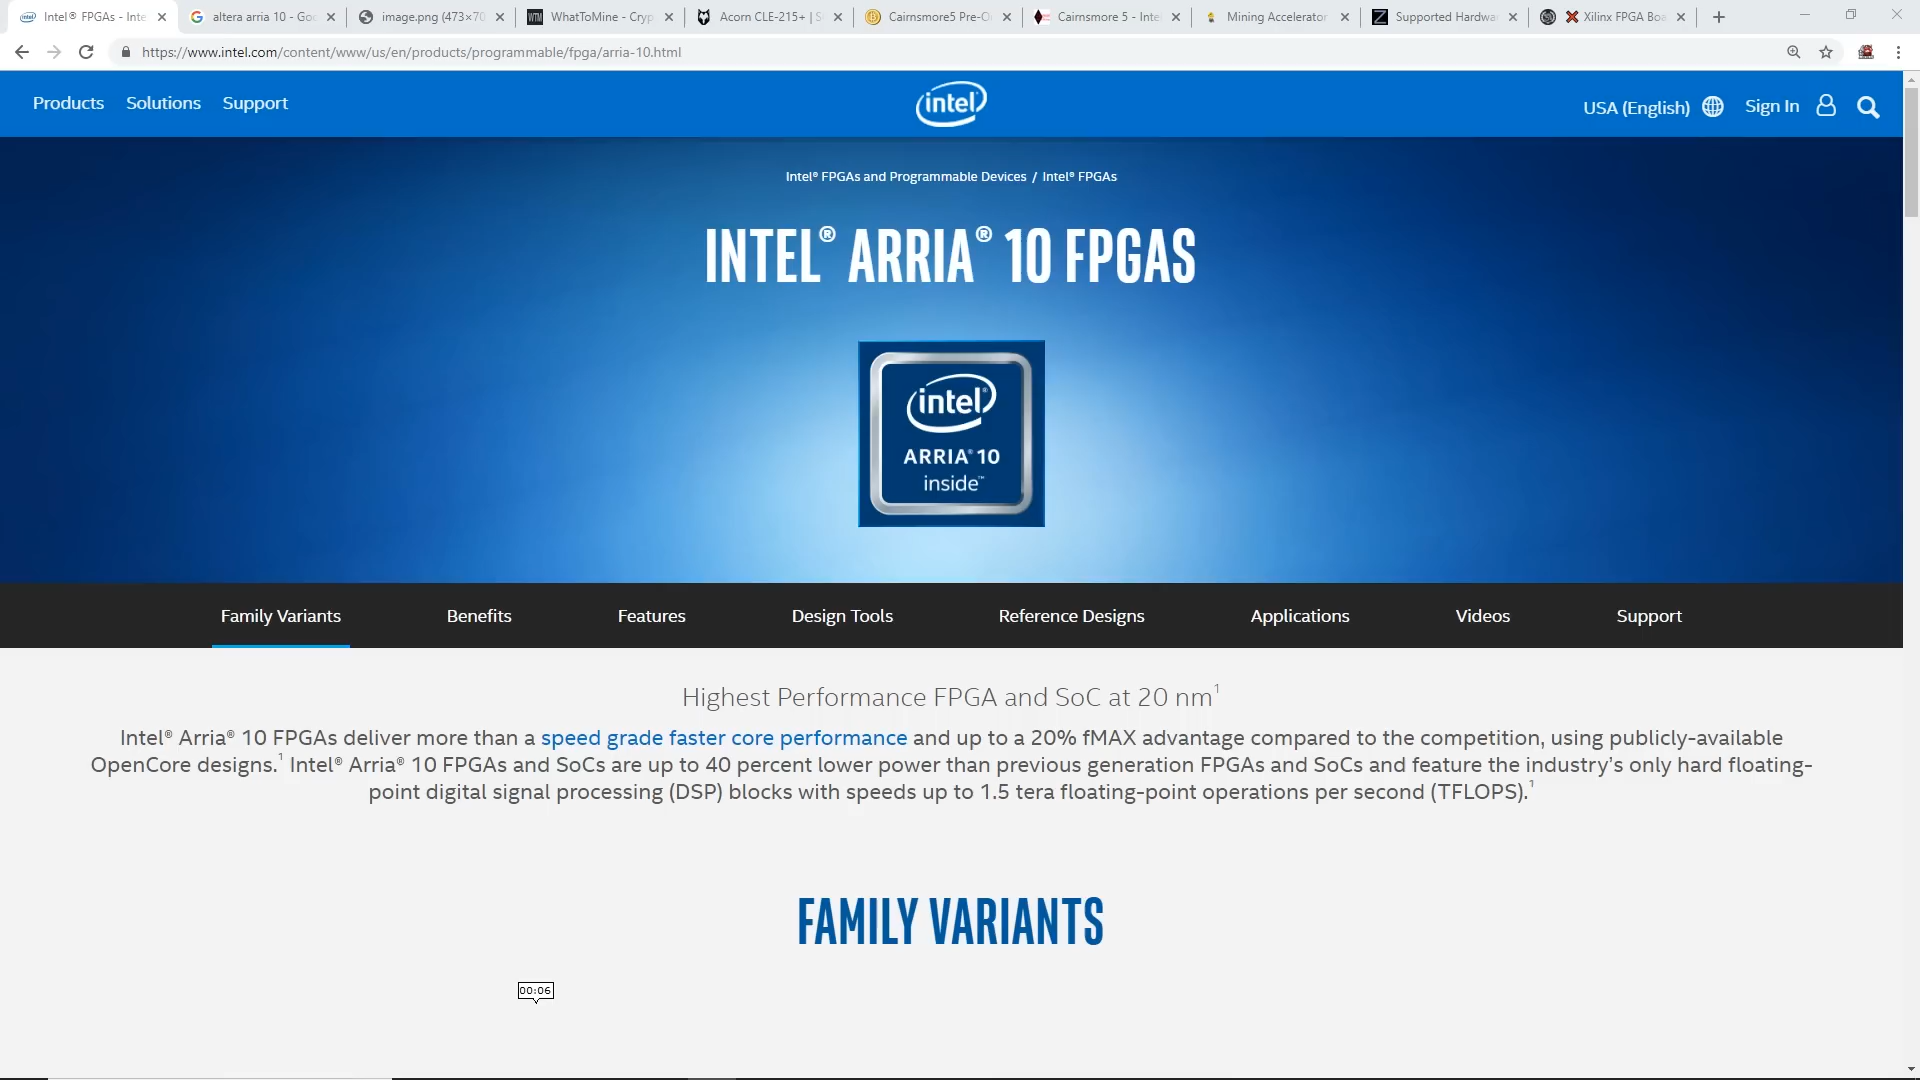 Intel® FPGAs - Inte
altera arria 10 - Goo
image.png (473×70
WhatToMine - Cryp
Acorn CLE-215+ | S
Cairnsmore5 Pre-O
Cairnsmore 5 - Inte
Mining Accelerator
Supported Hardwa
Xilinx FPGA Boa
https://www.intel.com/content/www/us/en/products/programmable/fpga/arria-10.html
Products Solutions Support
intel
USA (English) Sign In
Intel® FPGAs and Programmable Devices / Intel® FPGAs
INTEL® ARRIA® 10 FPGAS
intel
ARRIA® 10
inside™
Family Variants Benefits Features Design Tools Reference Designs Applications Videos Support
Highest Performance FPGA and SoC at 20 nm¹
Intel® Arria® 10 FPGAs deliver more than a speed grade faster core performance and up to a 20% fMAX advantage compared to the competition, using publicly-available
OpenCore designs.¹ Intel® Arria® 10 FPGAs and SoCs are up to 40 percent lower power than previous generation FPGAs and SoCs and feature the industry's only hard floating-
point digital signal processing (DSP) blocks with speeds up to 1.5 tera floating-point operations per second (TFLOPS).¹
FAMILY VARIANTS
00:06